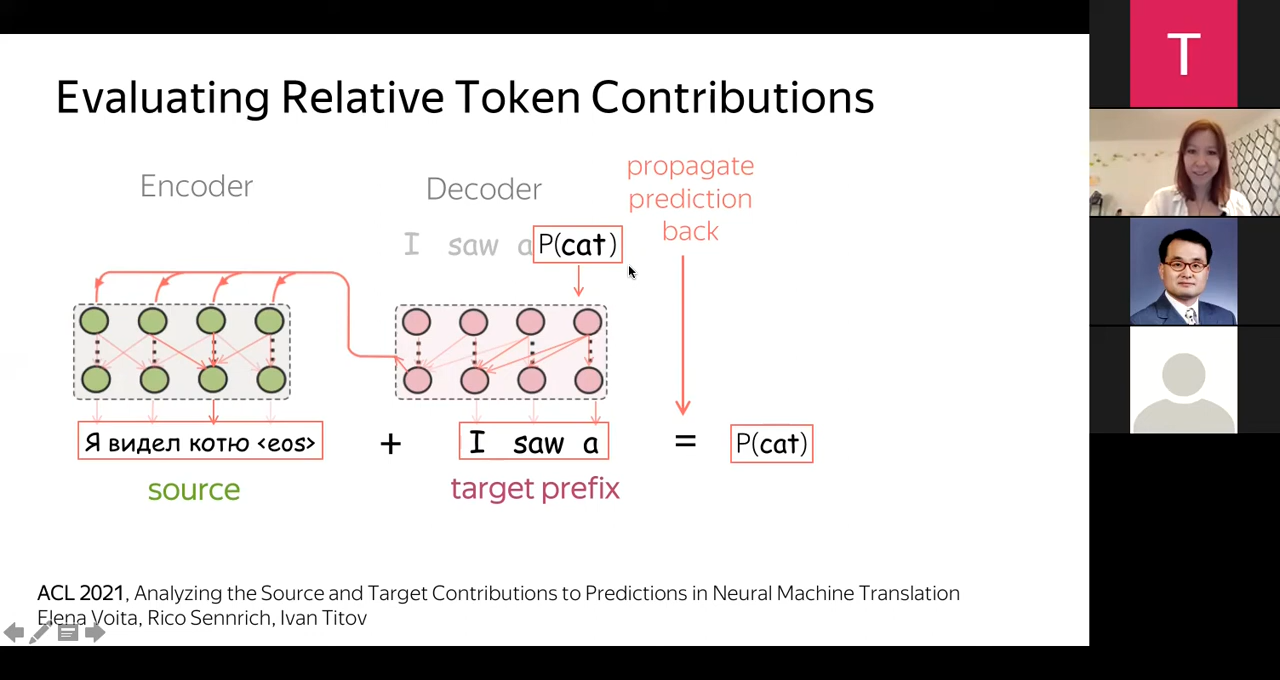 Evaluating Relative Token Contributions
Encoder
Decoder
propagate
prediction
back
I saw a P(cat)
Я видел котю <eos> + I saw a = P(cat)
source
target prefix
ACL 2021, Analyzing the Source and Target Contributions to Predictions in Neural Machine Translation
Elena Voita, Rico Sennrich, Ivan Titov
T